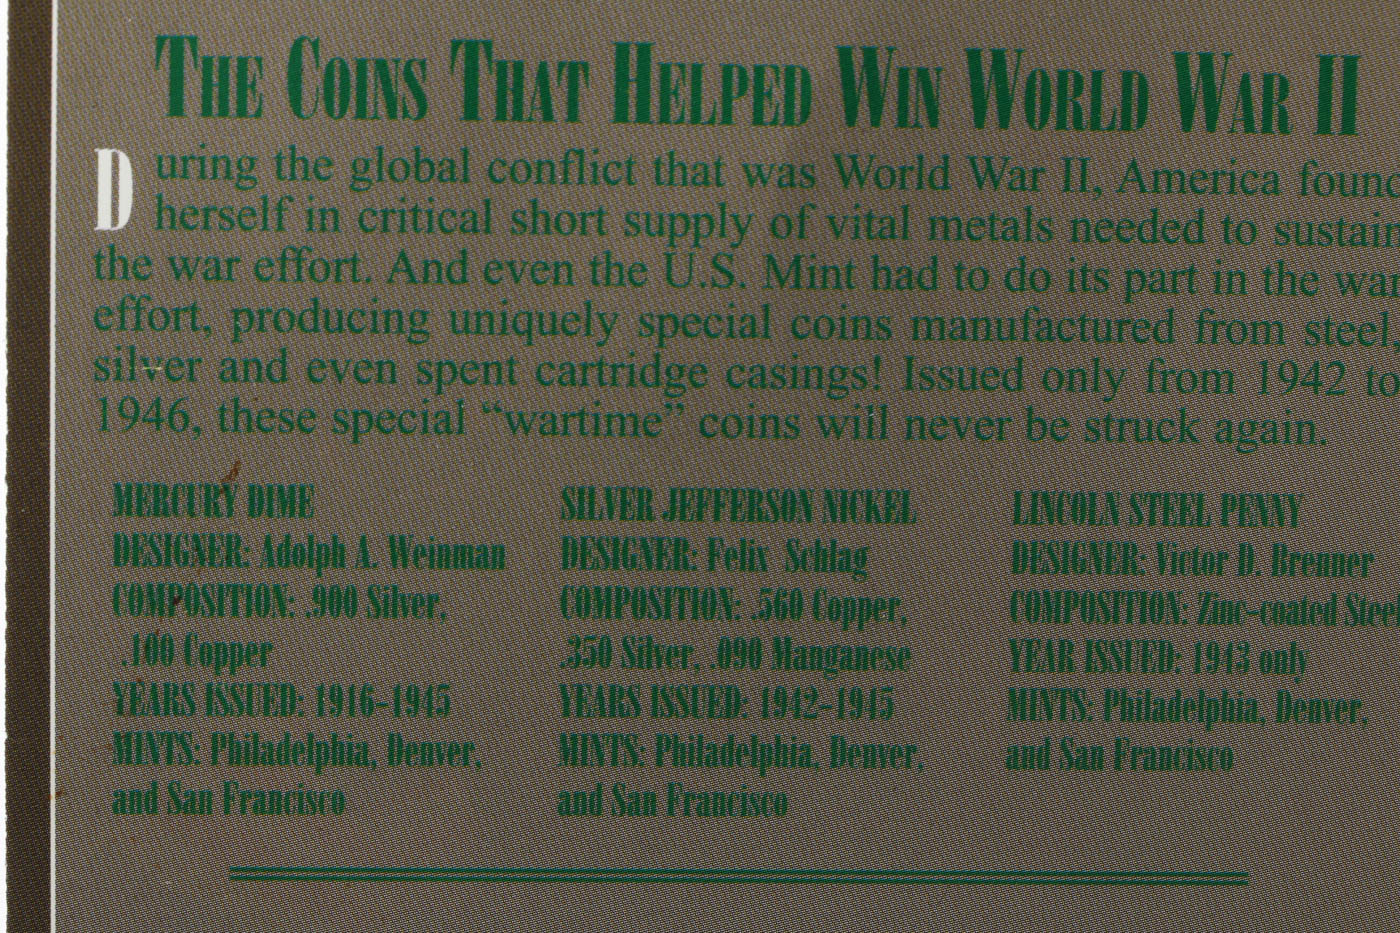 THE COINS THAT HELPED WIN WORLD WAR II
During the global conflict that was World War II, America found
herself in critical short supply of vital metals needed to sustain
the war effort. And even the U.S. Mint had to do its part in the war
effort, producing uniquely special coins manufactured from steel,
silver and even spent cartridge casings! Issued only from 1942 to
1946, these special “wartime” coins will never be struck again.
MERCURY DIME
DESIGNER: Adolph A. Weinman
COMPOSITION: .900 Silver,
.100 Copper
YEARS ISSUED: 1916-1945
MINTS: Philadelphia, Denver,
and San Francisco
SILVER JEFFERSON NICKEL
DESIGNER: Felix Schlag
COMPOSITION: .560 Copper,
.350 Silver, .090 Manganese
YEARS ISSUED: 1942-1945
MINTS: Philadelphia, Denver,
and San Francisco
LINCOLN STEEL PENNY
DESIGNER: Victor D. Brenner
COMPOSITION: Zinc-coated Steel
YEAR ISSUED: 1943 only
MINTS: Philadelphia, Denver,
and San Francisco